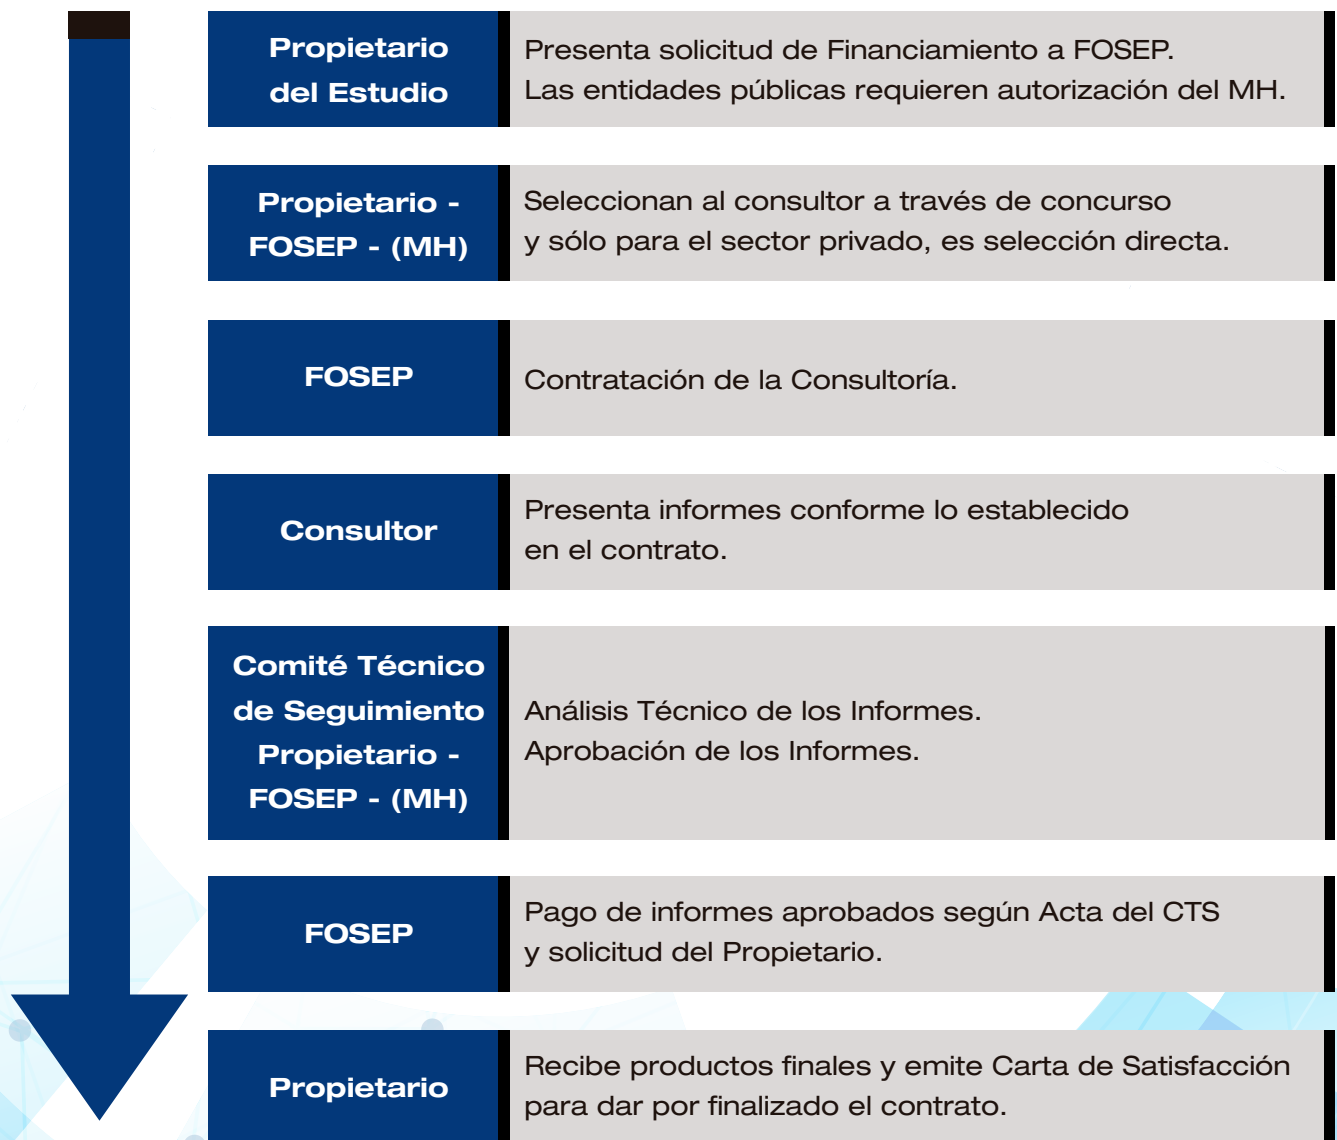 Propietario
del Estudio
Presenta solicitud de Financiamiento a FOSEP.
Las entidades públicas requieren autorización del MH.
Propietario -
FOSEP - (MH)
Seleccionan al consultor a través de concurso
y sólo para el sector privado, es selección directa.
FOSEP
Contratación de la Consultoría.
Consultor
Presenta informes conforme lo establecido
en el contrato.
Comité Técnico
de Seguimiento
Propietario -
FOSEP - (MH)
Análisis Técnico de los Informes.
Aprobación de los Informes.
FOSEP
Pago de informes aprobados según Acta del CTS
y solicitud del Propietario.
Propietario
Recibe productos finales y emite Carta de Satisfacción
para dar por finalizado el contrato.